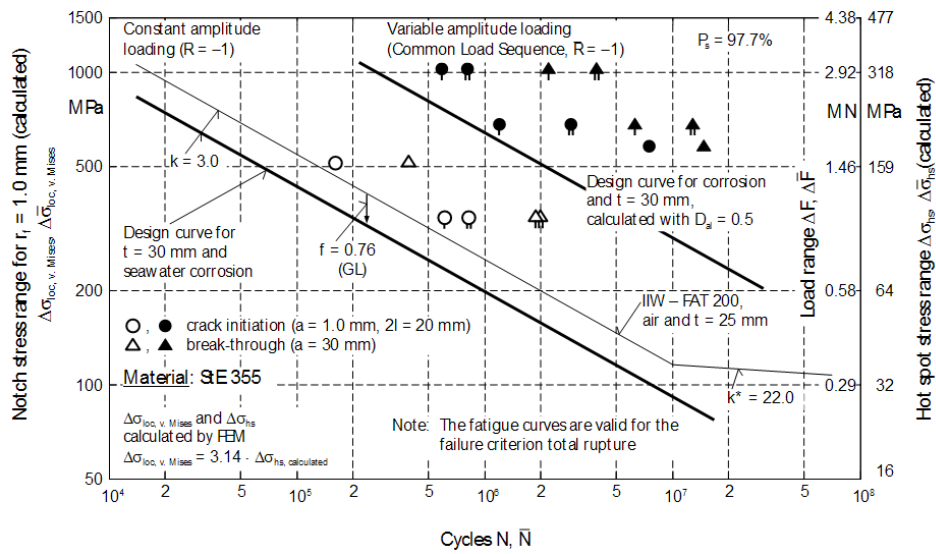 1500
1000
MPa
500
200
100
50
Notch stress range for rᵢ = 1.0 mm (calculated)
Δσloc, v. Mises, Δσ̅loc, v. Mises
Constant amplitude
loading (R = −1)
Variable amplitude loading
(Common Load Sequence, R̅ = −1)
Pₛ = 97.7%
k = 3.0
Design curve for
t = 30 mm and
seawater corrosion
f = 0.76
(GL)
Design curve for corrosion
and t = 30 mm,
calculated with Dal = 0.5
IIW – FAT 200,
air and t = 25 mm
k* = 22.0
, crack initiation (a = 1.0 mm, 2l = 20 mm)
, break-through (a = 30 mm)
Material: StE 355
Δσloc, v. Mises and Δσhs
calculated by FEM
Δσloc, v. Mises = 3.14 · Δσhs, calculated
Note: The fatigue curves are valid for the
failure criterion total rupture
4.38 477
2.92 318
MN MPa
1.46 159
0.58 64
0.29 32
16
Load range ΔF, ΔF̅
Hot spot stress range Δσhs, Δσ̅hs (calculated)
10⁴ 2 5 10⁵ 2 5 10⁶ 2 5 10⁷ 2 5 10⁸
Cycles N, N̅